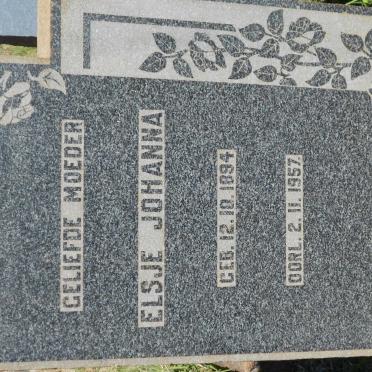 GELIEFDE MOEDER
ELSJE JOHANNA
GEB. 12. 10. 1894
OORL. 2. 11. 1957.